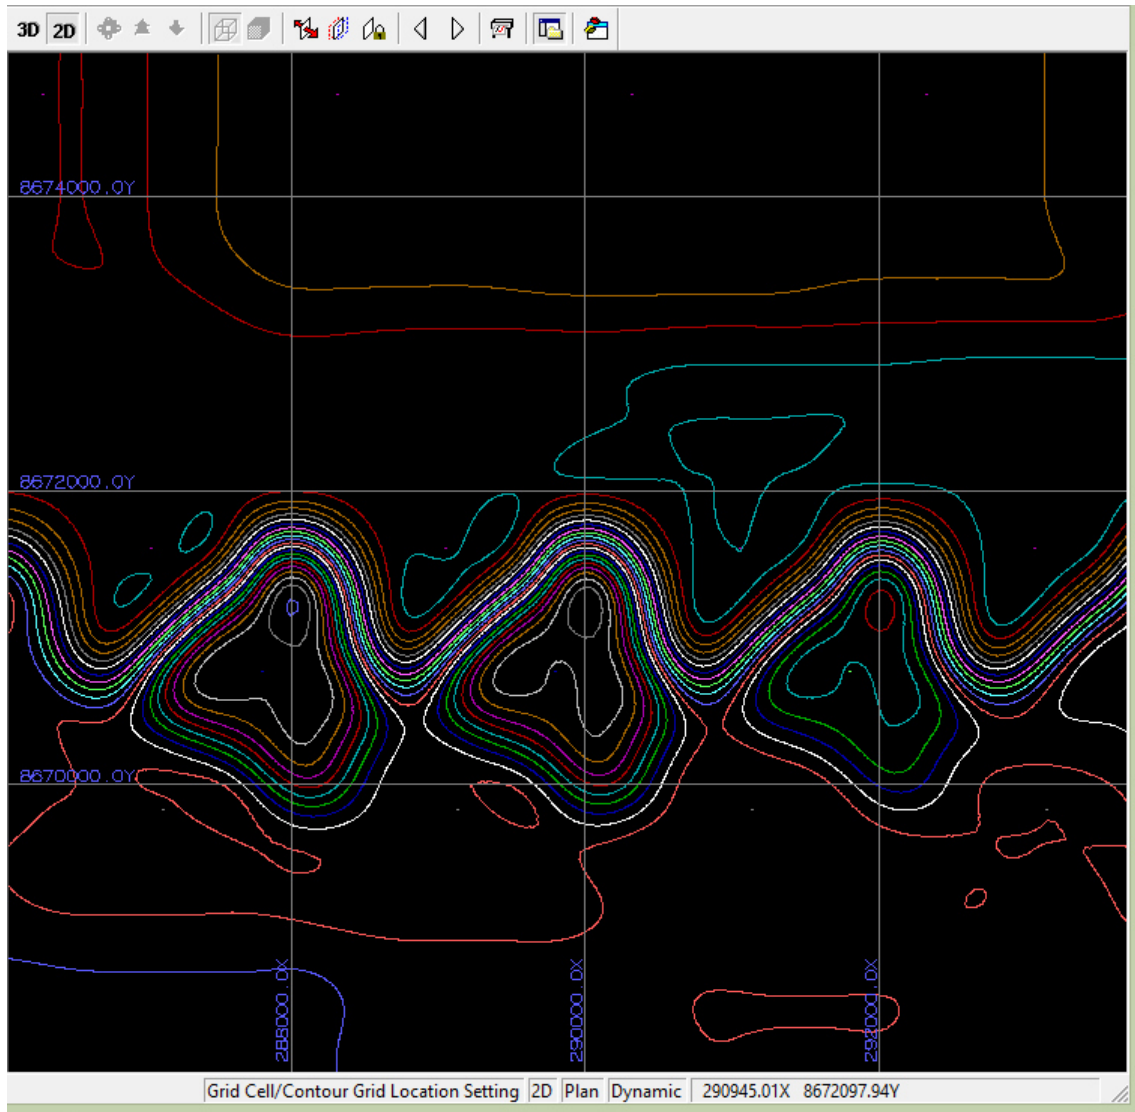 3D 2D
8674000.0Y
8672000.0Y
8670000.0Y
288000.0X
290000.0X
292000.0X
Grid Cell/Contour Grid Location Setting 2D Plan Dynamic 290945.01X 8672097.94Y